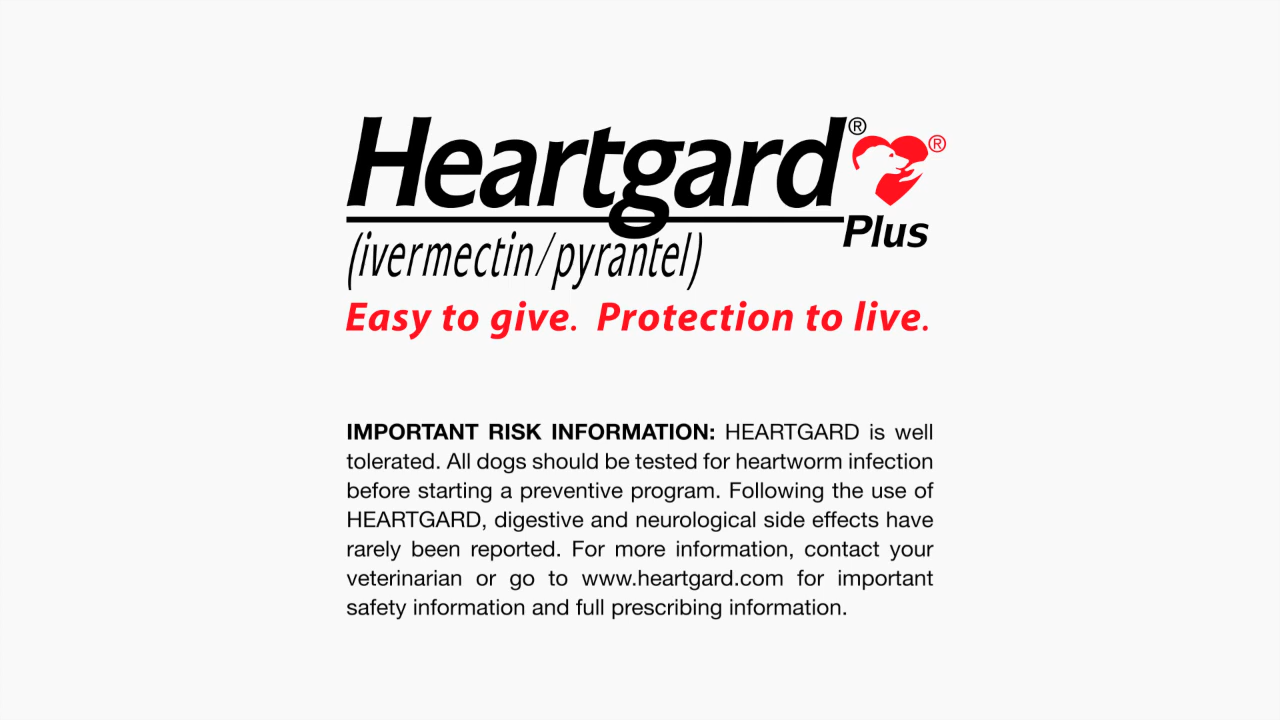 Heartgard® ®
Plus
(ivermectin/pyrantel)
Easy to give. Protection to live.
IMPORTANT RISK INFORMATION: HEARTGARD is well
tolerated. All dogs should be tested for heartworm infection
before starting a preventive program. Following the use of
HEARTGARD, digestive and neurological side effects have
rarely been reported. For more information, contact your
veterinarian or go to www.heartgard.com for important
safety information and full prescribing information.